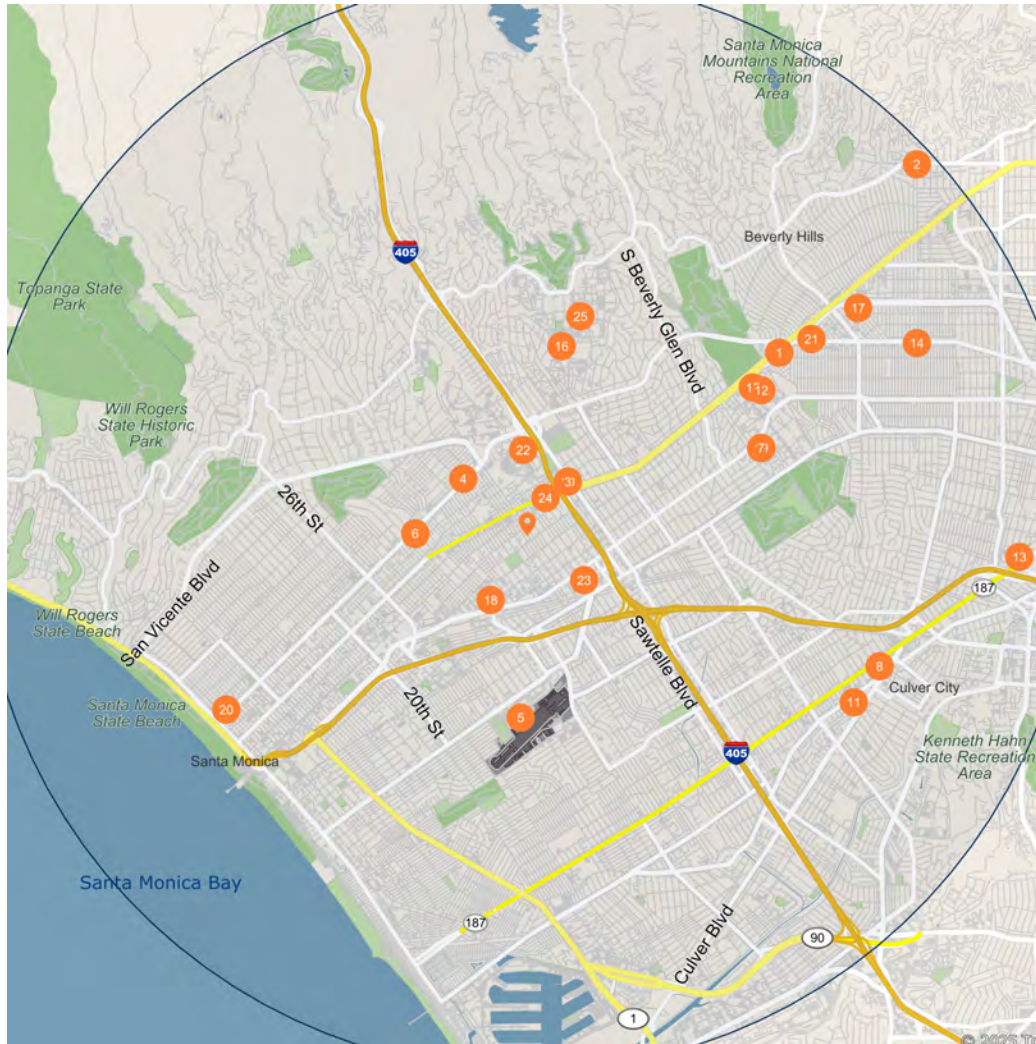 Santa Monica
Mountains National
Recreation
Area
2
Beverly Hills
405
S Beverly Glen Blvd
Topanga State
Park
25
17
16
1
21
14
12
Will Rogers
State Historic
Park
22
4
24
26th St
6
13
187
23
18
San Vicente Blvd
Will Rogers
State Beach
Sawtelle Blvd
8
Culver City
20th St
11
Santa Monica
State Beach
20
5
Kenneth Hahn
State Recreation
Area
405
Santa Monica
Santa Monica Bay
187
Culver Blvd
90
1